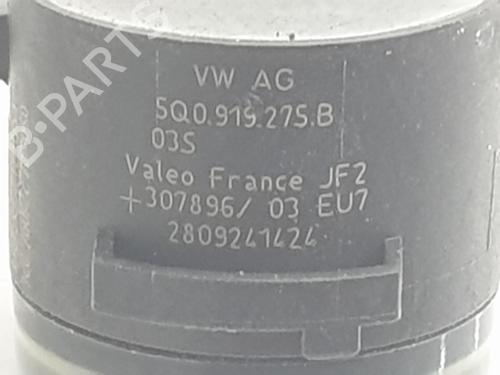 B-PARTS
VW AG
5Q0.919.275.B
03S
Valeo France JF2
+307896/ 03 EU7
2809241424